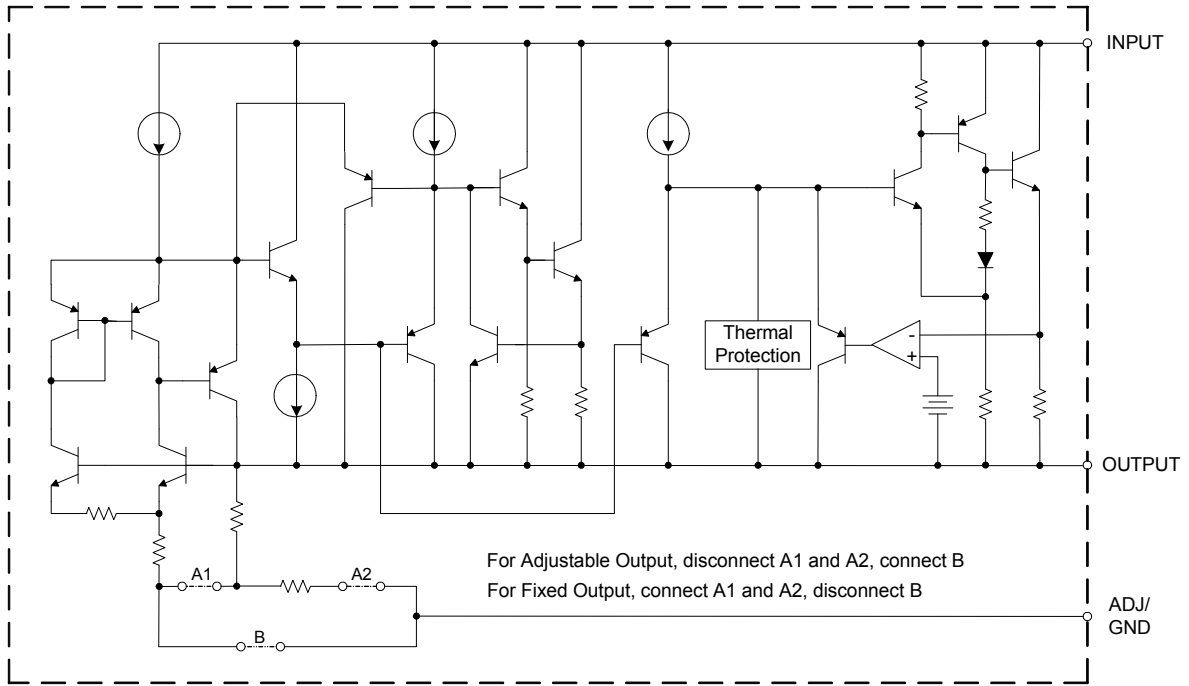 INPUT
Thermal
Protection
-
+
OUTPUT
For Adjustable Output, disconnect A1 and A2, connect B
For Fixed Output, connect A1 and A2, disconnect B
A1
A2
B
ADJ/
GND